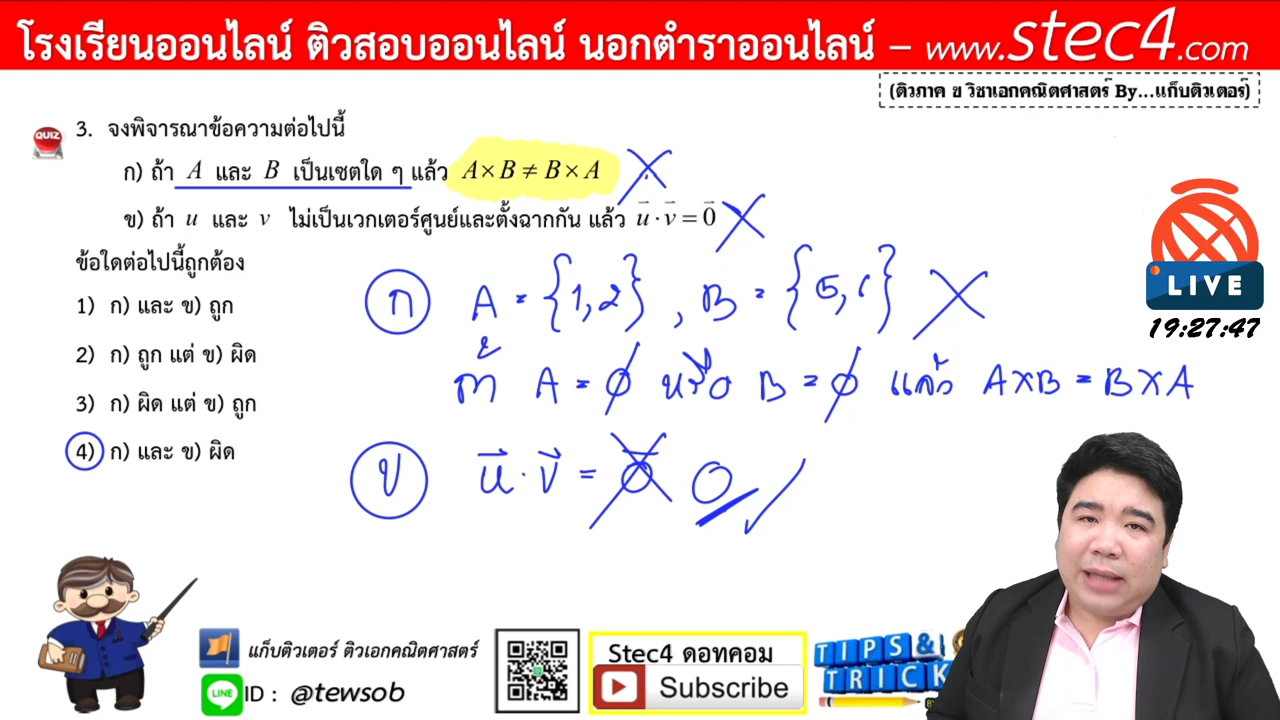 โรงเรียนออนไลน์ ติวสอบออนไลน์ นอกตำราออนไลน์ – www.stec4.com
(ติวภาค ข วิชาเอกคณิตศาสตร์ By...แก็บติวเตอร์)
QUIZ
3. จงพิจารณาข้อความต่อไปนี้
ก) ถ้า A และ B เป็นเซตใด ๆ แล้ว A×B ≠ B×A
ข) ถ้า u และ v ไม่เป็นเวกเตอร์ศูนย์และตั้งฉากกัน แล้ว u⃗·v⃗ = 0⃗
ข้อใดต่อไปนี้ถูกต้อง
1) ก) และ ข) ถูก
2) ก) ถูก แต่ ข) ผิด
3) ก) ผิด แต่ ข) ถูก
4) ก) และ ข) ผิด
ก A = {1,2}, B = {5,6}
ถ้า A = ∅ หรือ B = ∅ แล้ว A×B = B×A
ข u⃗·v⃗ = 0⃗ 0
LIVE
19:27:47
แก็บติวเตอร์ ติวเอกคณิตศาสตร์
LINE ID : @tewsob
Stec4 ดอทคอม
Subscribe
TIPS &
TRICK